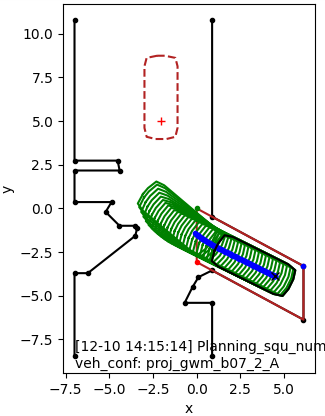 10.0
7.5
5.0
2.5
0.0
−2.5
−5.0
−7.5
y
[12-10 14:15:14] Planning_squ_num
veh_conf: proj_gwm_b07_2_A
−7.5 −5.0 −2.5 0.0 2.5 5.0
x